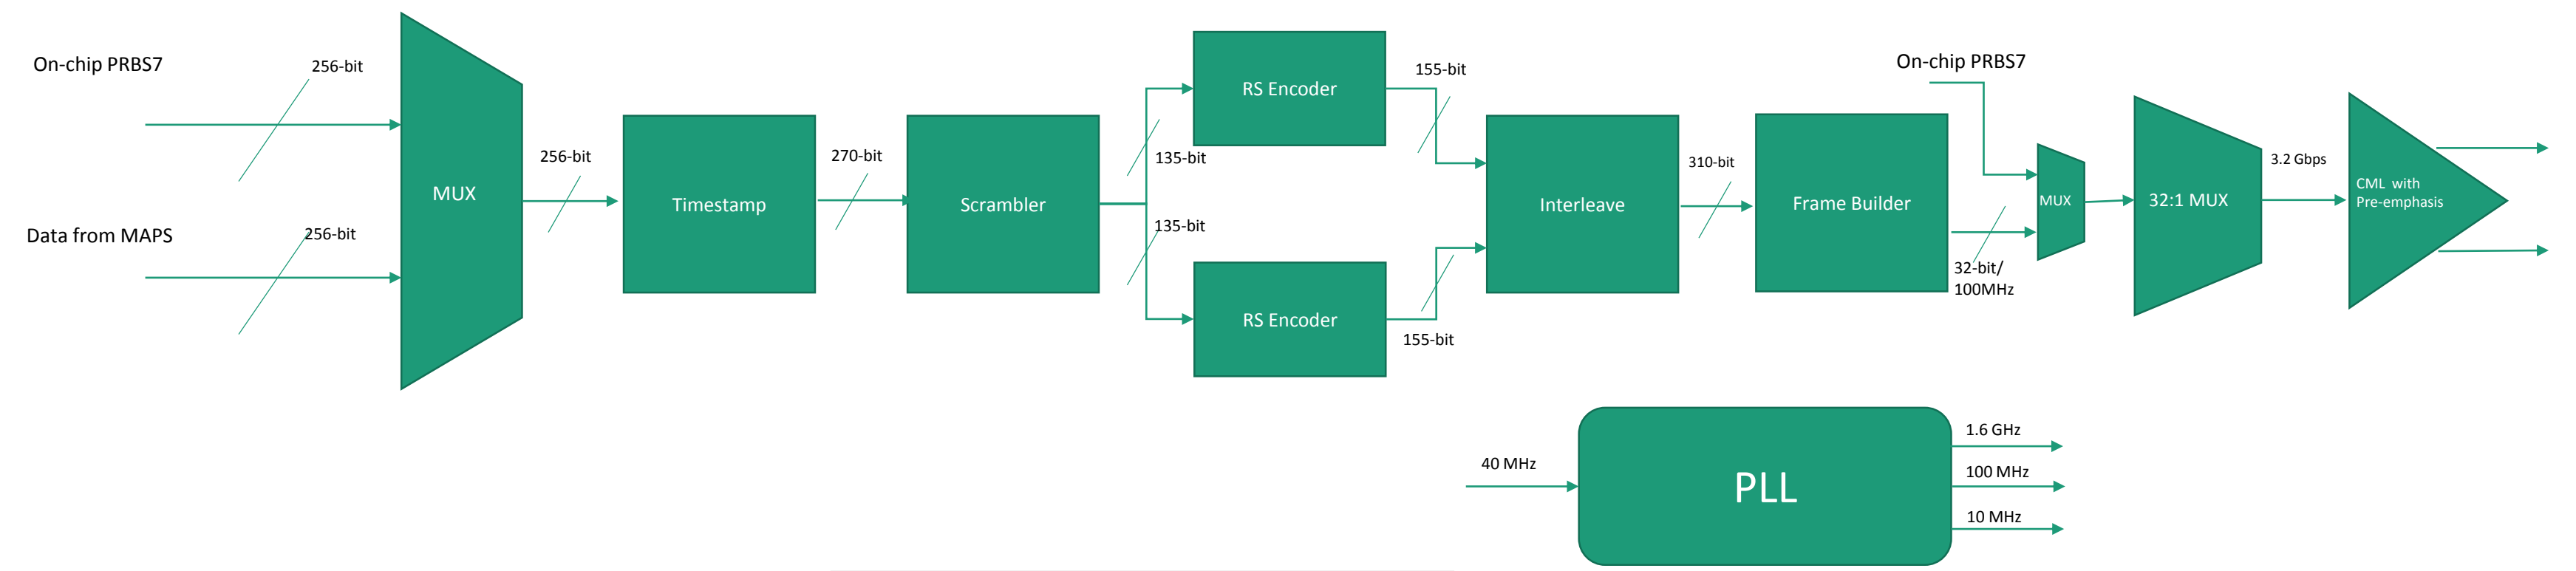 On-chip PRBS7
256-bit
Data from MAPS
256-bit
MUX
256-bit
Timestamp
270-bit
Scrambler
135-bit
135-bit
RS Encoder
RS Encoder
155-bit
155-bit
Interleave
310-bit
Frame Builder
On-chip PRBS7
32-bit/
100MHz
MUX
32:1 MUX
3.2 Gbps
CML with
Pre-emphasis
40 MHz
PLL
1.6 GHz
100 MHz
10 MHz